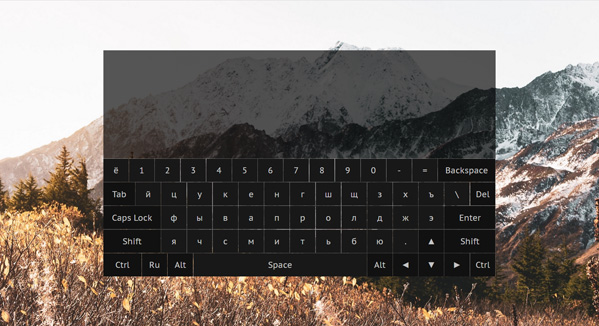 ё 1 2 3 4 5 6 7 8 9 0 - = Backspace
Tab й ц у к е н г ш щ з х ъ \ Del
Caps Lock ф ы в а п р о л д ж э Enter
Shift я ч с м и т ь б ю . ▲ Shift
Ctrl Ru Alt Space Alt ◄ ▼ ► Ctrl